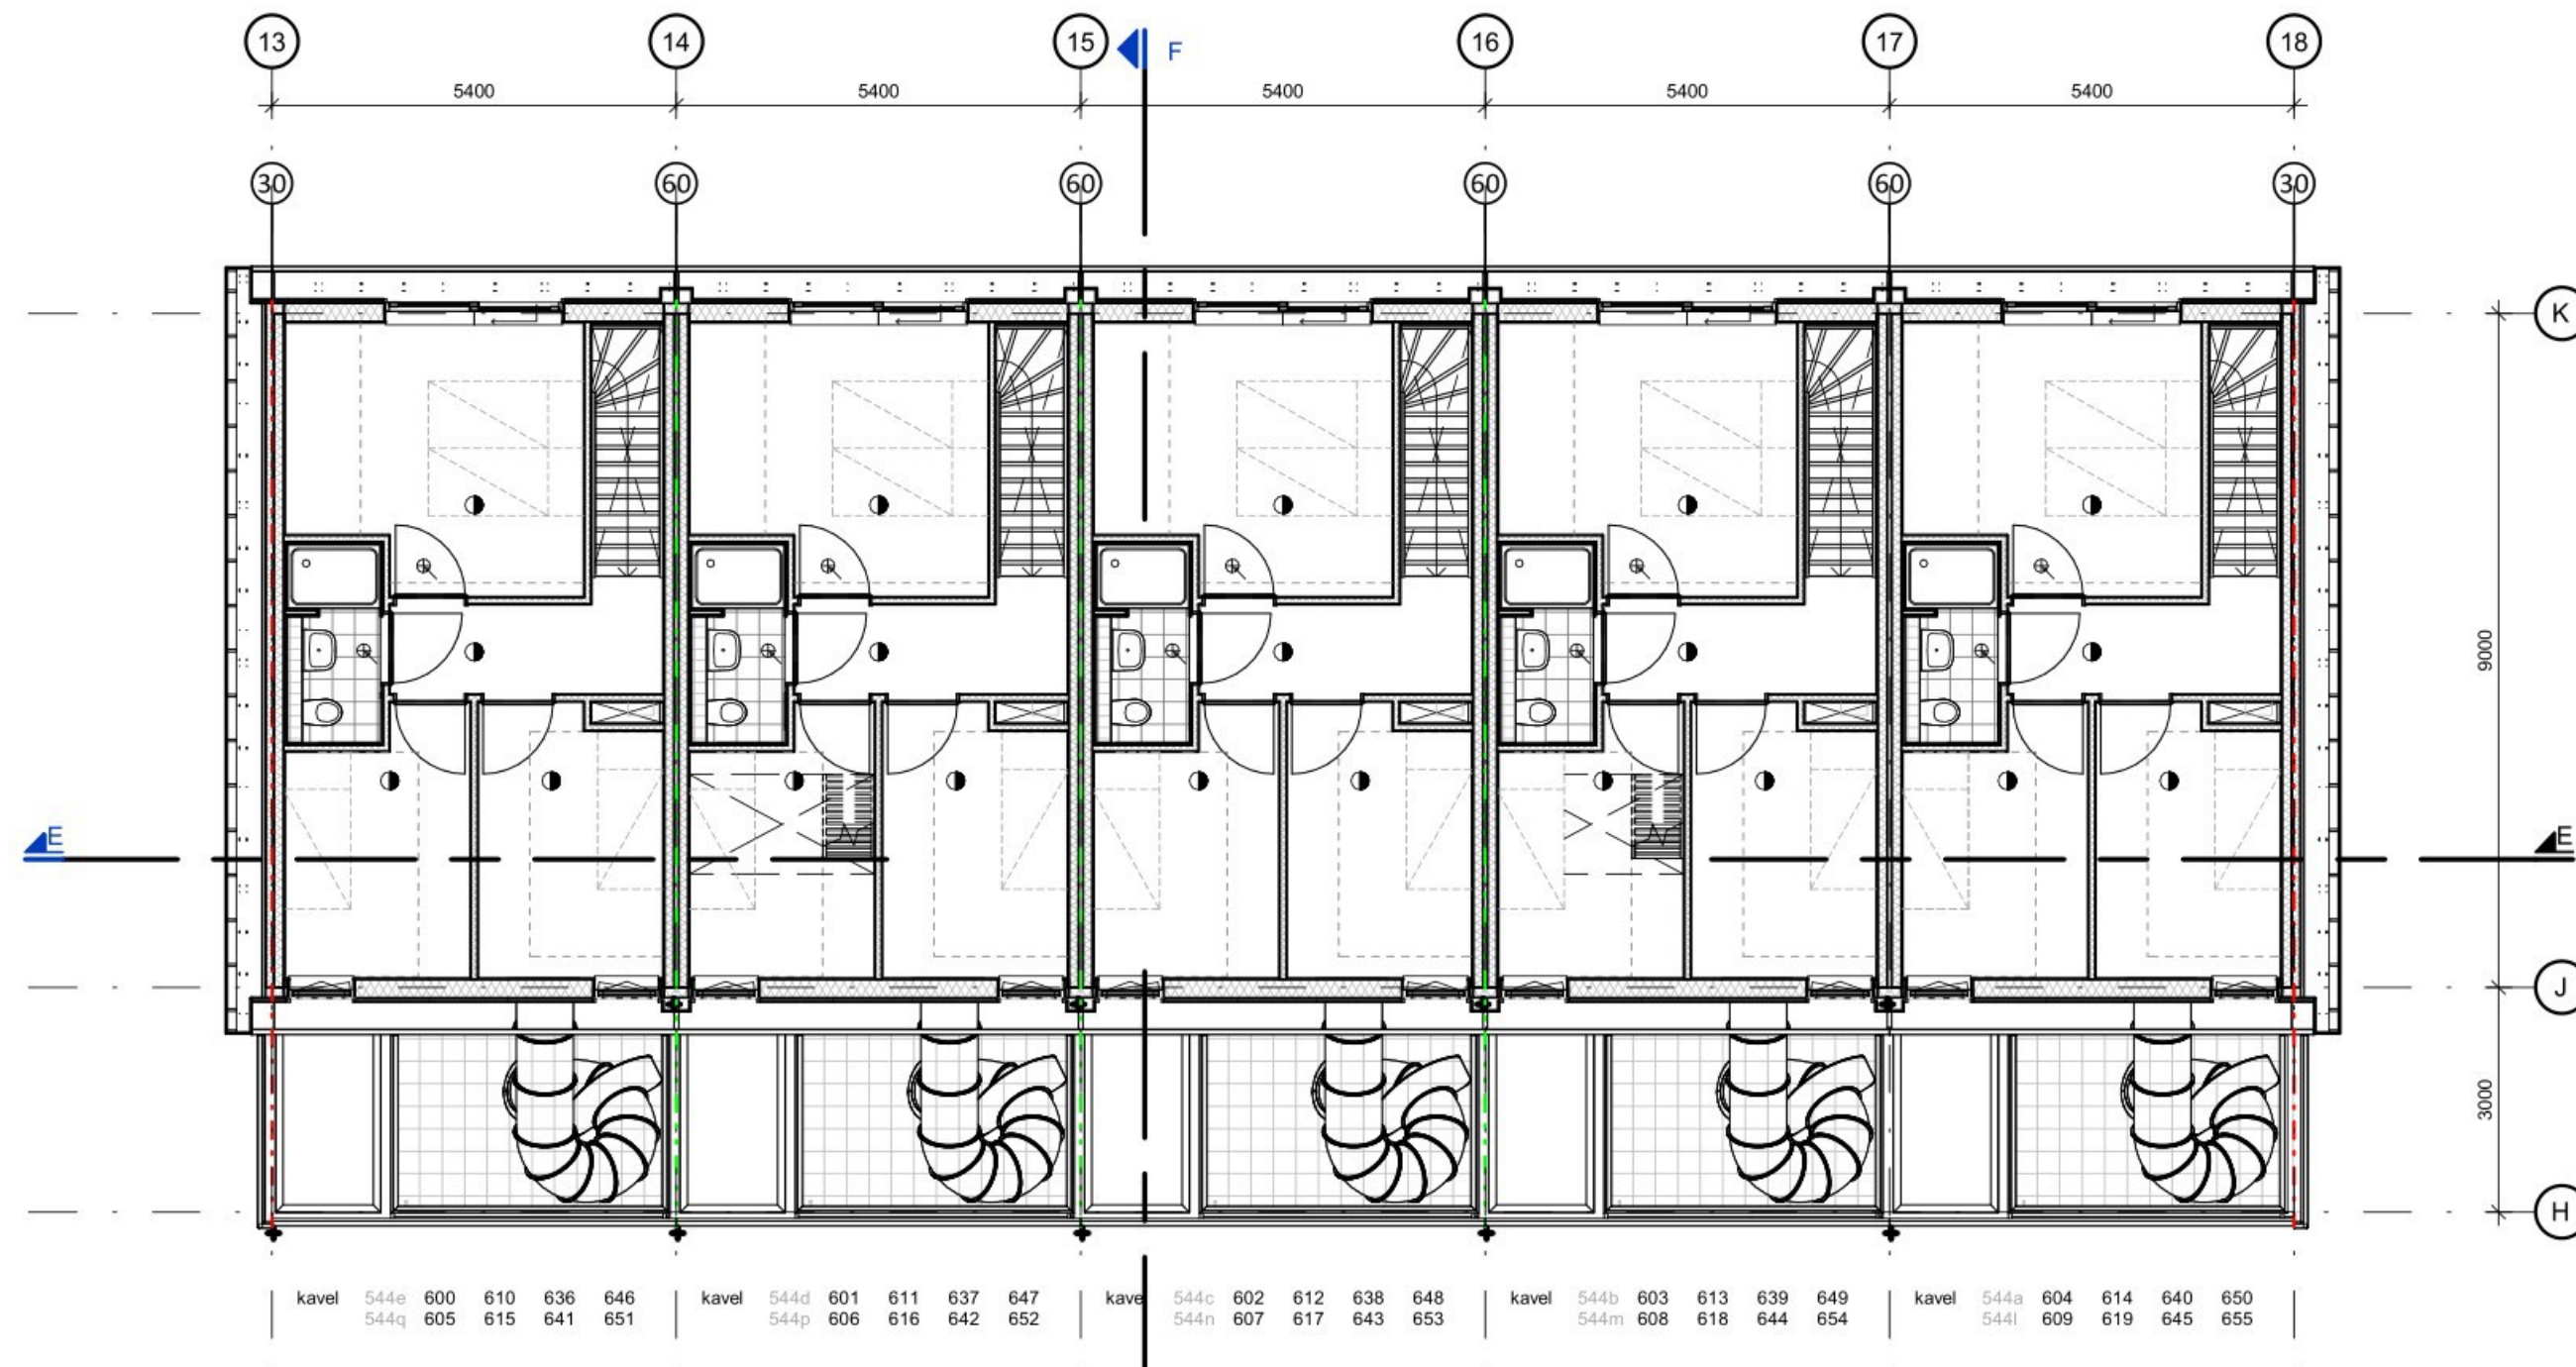 13 14 15 16 17 18
F
5400 5400 5400 5400 5400
30 60 60 60 60 30
K
9000
E E
J
3000
H
kavel 544e 600 610 636 646 kavel 544d 601 611 637 647 kavel 544c 602 612 638 648 kavel 544b 603 613 639 649 kavel 544a 604 614 640 650
544q 605 615 641 651 544p 606 616 642 652 544n 607 617 643 653 544m 608 618 644 654 544l 609 619 645 655